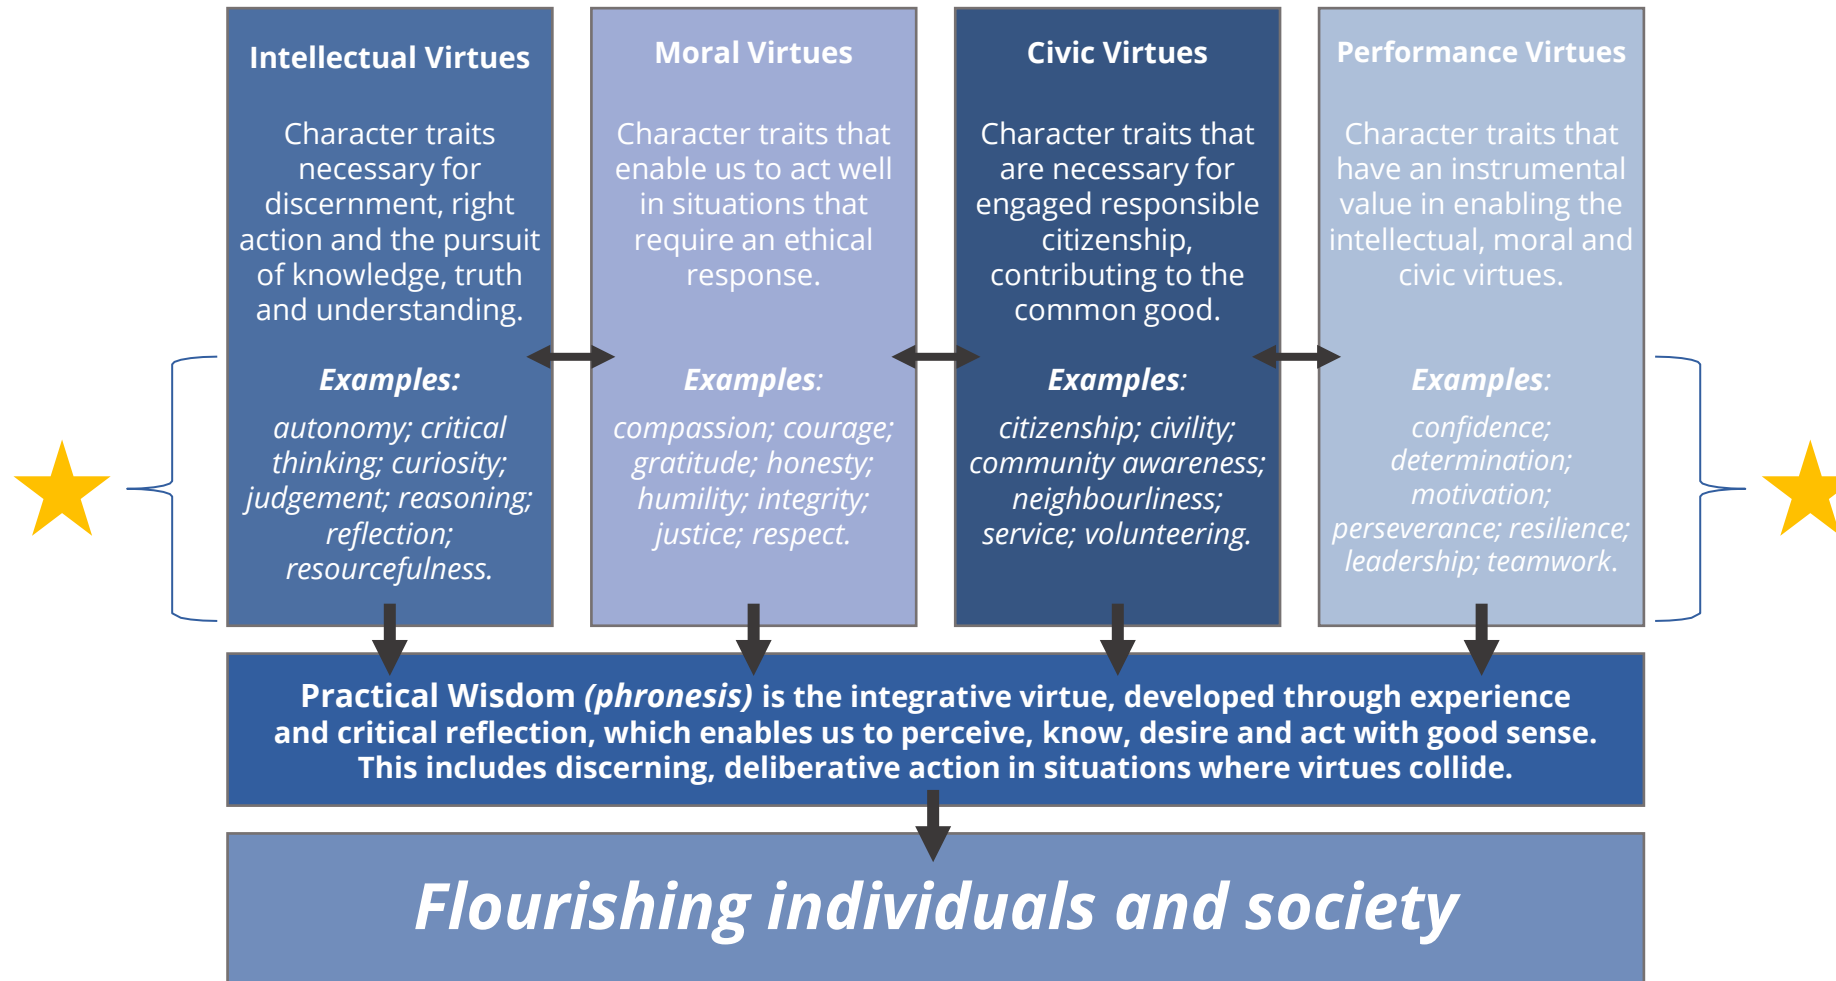 Intellectual Virtues
Character traits
necessary for
discernment, right
action and the pursuit
of knowledge, truth
and understanding.
Examples:
autonomy; critical
thinking; curiosity;
judgement; reasoning;
reflection;
resourcefulness.
Moral Virtues
Character traits that
enable us to act well
in situations that
require an ethical
response.
Examples:
compassion; courage;
gratitude; honesty;
humility; integrity;
justice; respect.
Civic Virtues
Character traits that
are necessary for
engaged responsible
citizenship,
contributing to the
common good.
Examples:
citizenship; civility;
community awareness;
neighbourliness;
service; volunteering.
Performance Virtues
Character traits that
have an instrumental
value in enabling the
intellectual, moral and
civic virtues.
Examples:
confidence;
determination;
motivation;
perseverance; resilience;
leadership; teamwork.
Practical Wisdom (phronesis) is the integrative virtue, developed through experience
and critical reflection, which enables us to perceive, know, desire and act with good sense.
This includes discerning, deliberative action in situations where virtues collide.
Flourishing individuals and society